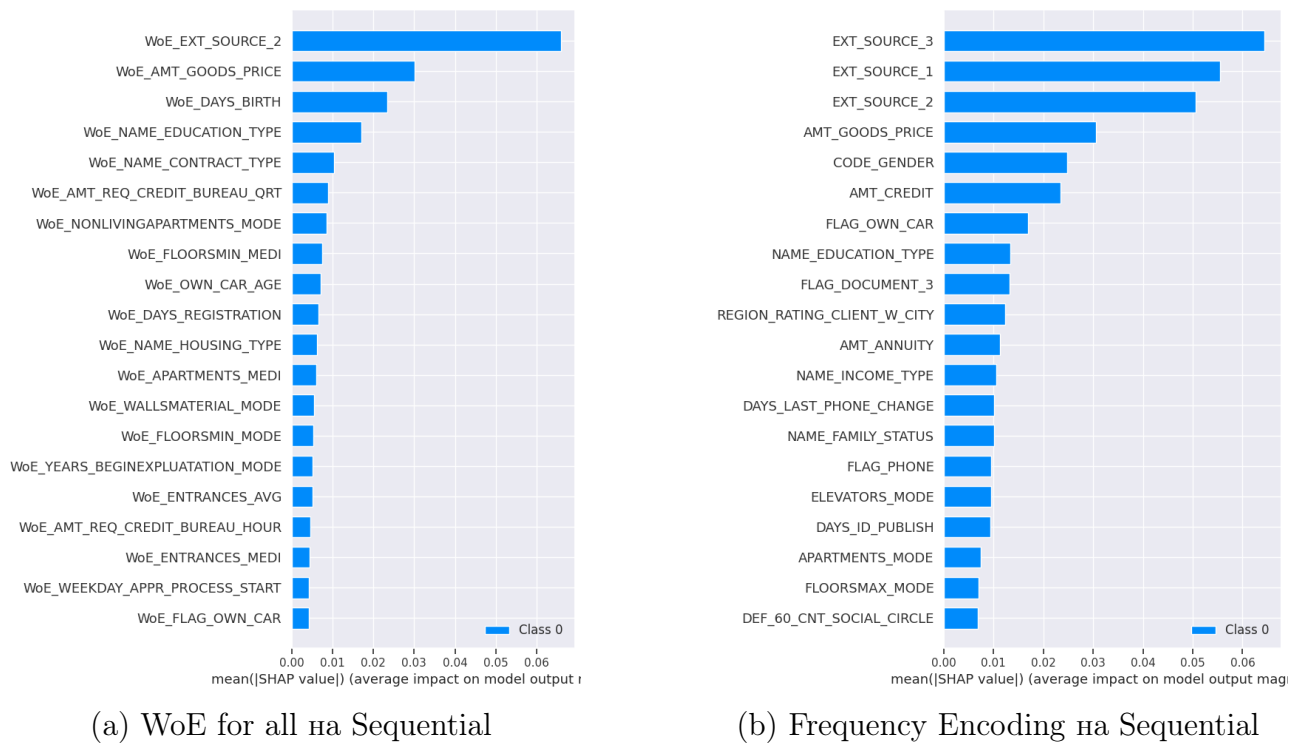 WoE_EXT_SOURCE_2
WoE_AMT_GOODS_PRICE
WoE_DAYS_BIRTH
WoE_NAME_EDUCATION_TYPE
WoE_NAME_CONTRACT_TYPE
WoE_AMT_REQ_CREDIT_BUREAU_QRT
WoE_NONLIVINGAPARTMENTS_MODE
WoE_FLOORSMIN_MEDI
WoE_OWN_CAR_AGE
WoE_DAYS_REGISTRATION
WoE_NAME_HOUSING_TYPE
WoE_APARTMENTS_MEDI
WoE_WALLSMATERIAL_MODE
WoE_FLOORSMIN_MODE
WoE_YEARS_BEGINEXPLUATATION_MODE
WoE_ENTRANCES_AVG
WoE_AMT_REQ_CREDIT_BUREAU_HOUR
WoE_ENTRANCES_MEDI
WoE_WEEKDAY_APPR_PROCESS_START
WoE_FLAG_OWN_CAR
Class 0
0.00 0.01 0.02 0.03 0.04 0.05 0.06
mean(|SHAP value|) (average impact on model output r
(a) WoE for all на Sequential
EXT_SOURCE_3
EXT_SOURCE_1
EXT_SOURCE_2
AMT_GOODS_PRICE
CODE_GENDER
AMT_CREDIT
FLAG_OWN_CAR
NAME_EDUCATION_TYPE
FLAG_DOCUMENT_3
REGION_RATING_CLIENT_W_CITY
AMT_ANNUITY
NAME_INCOME_TYPE
DAYS_LAST_PHONE_CHANGE
NAME_FAMILY_STATUS
FLAG_PHONE
ELEVATORS_MODE
DAYS_ID_PUBLISH
APARTMENTS_MODE
FLOORSMAX_MODE
DEF_60_CNT_SOCIAL_CIRCLE
Class 0
0.00 0.01 0.02 0.03 0.04 0.05 0.06
mean(|SHAP value|) (average impact on model output mag
(b) Frequency Encoding на Sequential